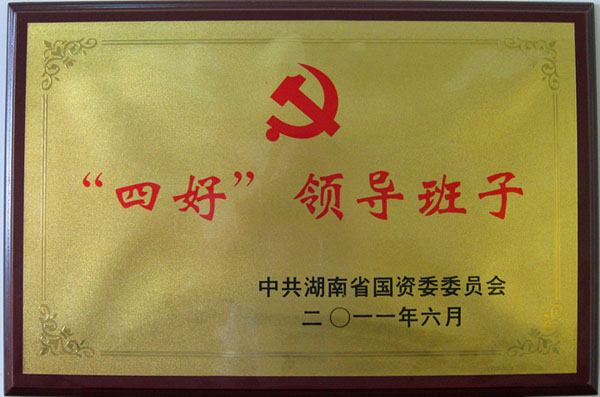 “四好”领导班子
中共湖南省国资委委员会
二〇一一年六月